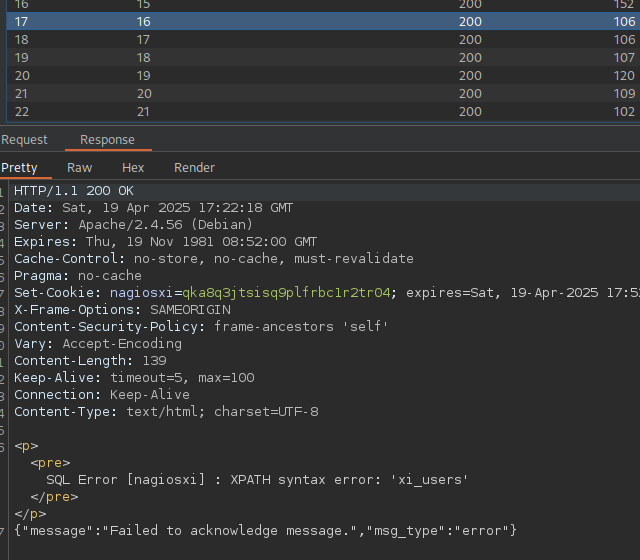 16 15 200 152
17 16 200 106
18 17 200 106
19 18 200 107
20 19 200 120
21 20 200 109
22 21 200 102
Request Response
Pretty Raw Hex Render
1 HTTP/1.1 200 OK
2 Date: Sat, 19 Apr 2025 17:22:18 GMT
3 Server: Apache/2.4.56 (Debian)
4 Expires: Thu, 19 Nov 1981 08:52:00 GMT
5 Cache-Control: no-store, no-cache, must-revalidate
6 Pragma: no-cache
7 Set-Cookie: nagiosxi=qka8q3jtsisq9plfrbc1r2tr04; expires=Sat, 19-Apr-2025 17:5
8 X-Frame-Options: SAMEORIGIN
9 Content-Security-Policy: frame-ancestors 'self'
0 Vary: Accept-Encoding
1 Content-Length: 139
2 Keep-Alive: timeout=5, max=100
3 Connection: Keep-Alive
4 Content-Type: text/html; charset=UTF-8
5
6 <p>
<pre>
SQL Error [nagiosxi] : XPATH syntax error: 'xi_users'
</pre>
</p>
7 {"message":"Failed to acknowledge message.","msg_type":"error"}